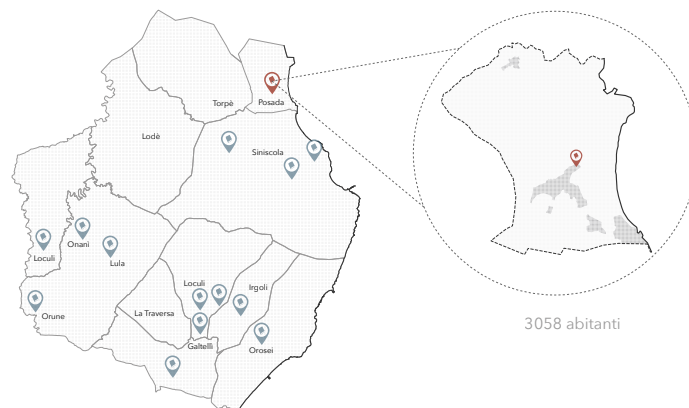 Torpè
Posada
Lodè
Siniscola
Onanì
Loculi
Lula
Loculi
Irgoli
Orune
La Traversa
Galtellì
Orosei
3058 abitanti